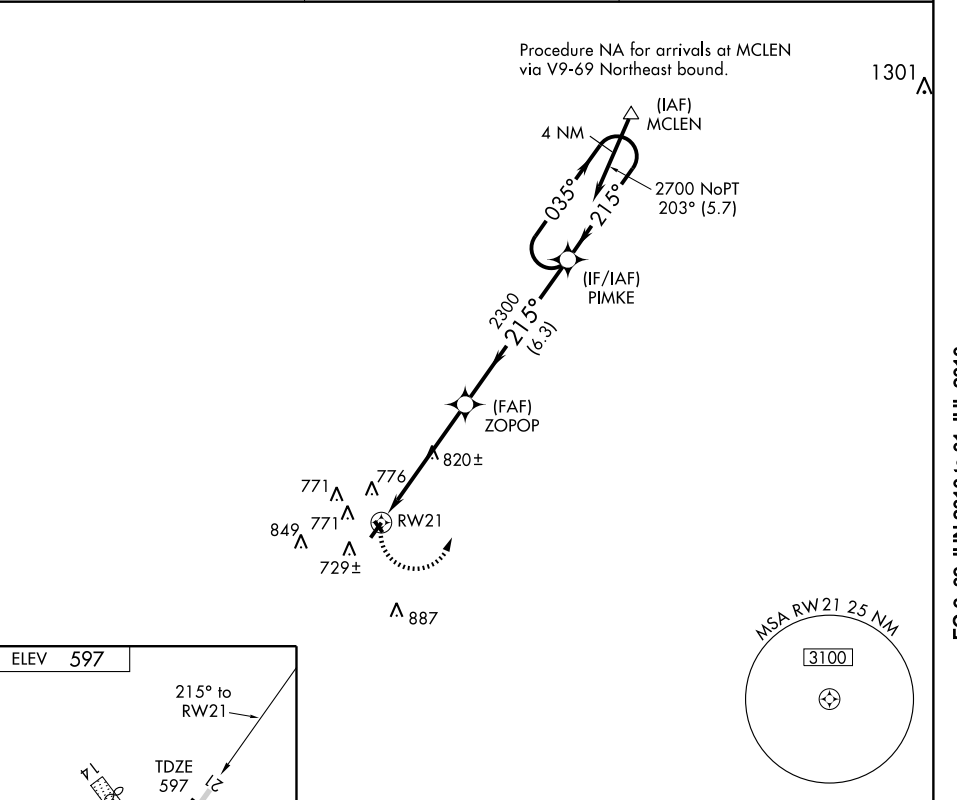 Procedure NA for arrivals at MCLEN
via V9-69 Northeast bound.
1301
(IAF)
MCLEN
4 NM
2700 NoPT
203° (5.7)
035°
215°
(IF/IAF)
PIMKE
2300
215°
(6.3)
(FAF)
ZOPOP
820±
776
771
771
RW21
849
729±
887
MSA RW21 25 NM
3100
ELEV 597
215° to
RW21
TDZE
597
21
14